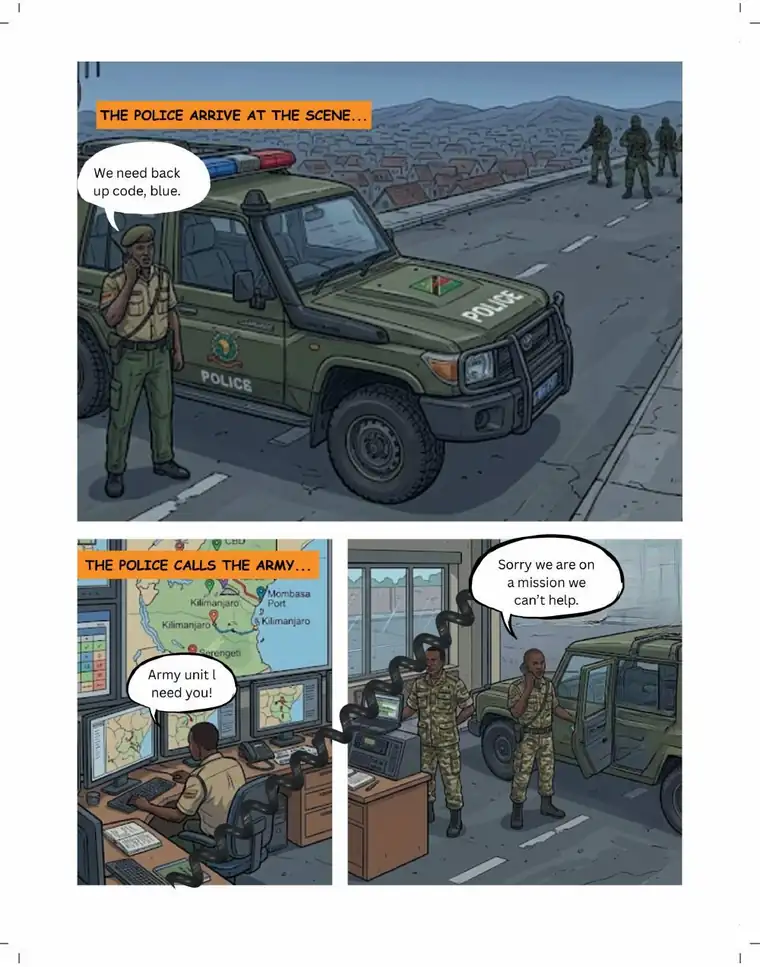 THE POLICE ARRIVE AT THE SCENE...
We need back
up code, blue.
POLICE
POLICE
THE POLICE CALLS THE ARMY...
CBD
Kilimanjaro
Mombasa
Port
Kilimanjaro
Kilimanjaro
Serengeti
Army unit l
need you!
Sorry we are on
a mission we
can't help.